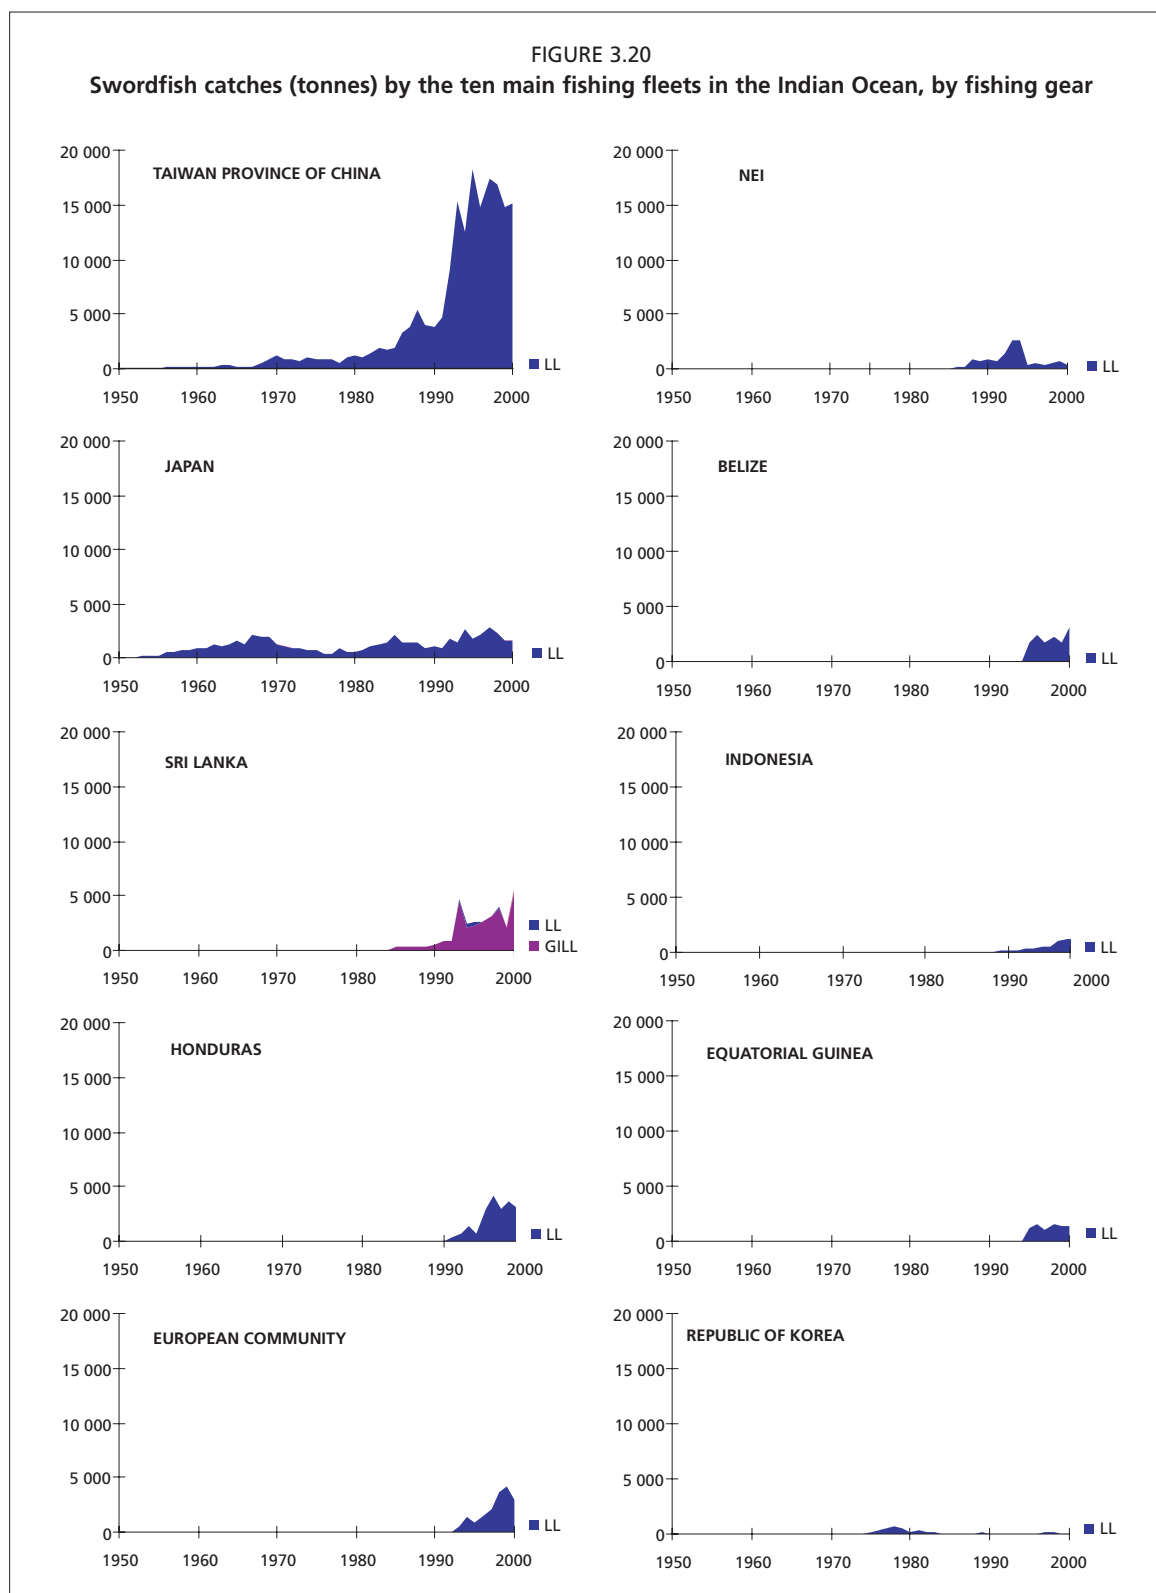 FIGURE 3.20
Swordfish catches (tonnes) by the ten main fishing fleets in the Indian Ocean, by fishing gear
TAIWAN PROVINCE OF CHINA
20 000
15 000
10 000
5 000
0
LL
1950 1960 1970 1980 1990 2000
NEI
20 000
15 000
10 000
5 000
0
LL
1950 1960 1970 1980 1990 2000
JAPAN
20 000
15 000
10 000
5 000
0
LL
1950 1960 1970 1980 1990 2000
BELIZE
20 000
15 000
10 000
5 000
0
LL
1950 1960 1970 1980 1990 2000
SRI LANKA
20 000
15 000
10 000
5 000
0
LL
GILL
1950 1960 1970 1980 1990 2000
INDONESIA
20 000
15 000
10 000
5 000
0
LL
1950 1960 1970 1980 1990 2000
HONDURAS
20 000
15 000
10 000
5 000
0
LL
1950 1960 1970 1980 1990 2000
EQUATORIAL GUINEA
20 000
15 000
10 000
5 000
0
LL
1950 1960 1970 1980 1990 2000
EUROPEAN COMMUNITY
20 000
15 000
10 000
5 000
0
LL
1950 1960 1970 1980 1990 2000
REPUBLIC OF KOREA
20 000
15 000
10 000
5 000
0
LL
1950 1960 1970 1980 1990 2000